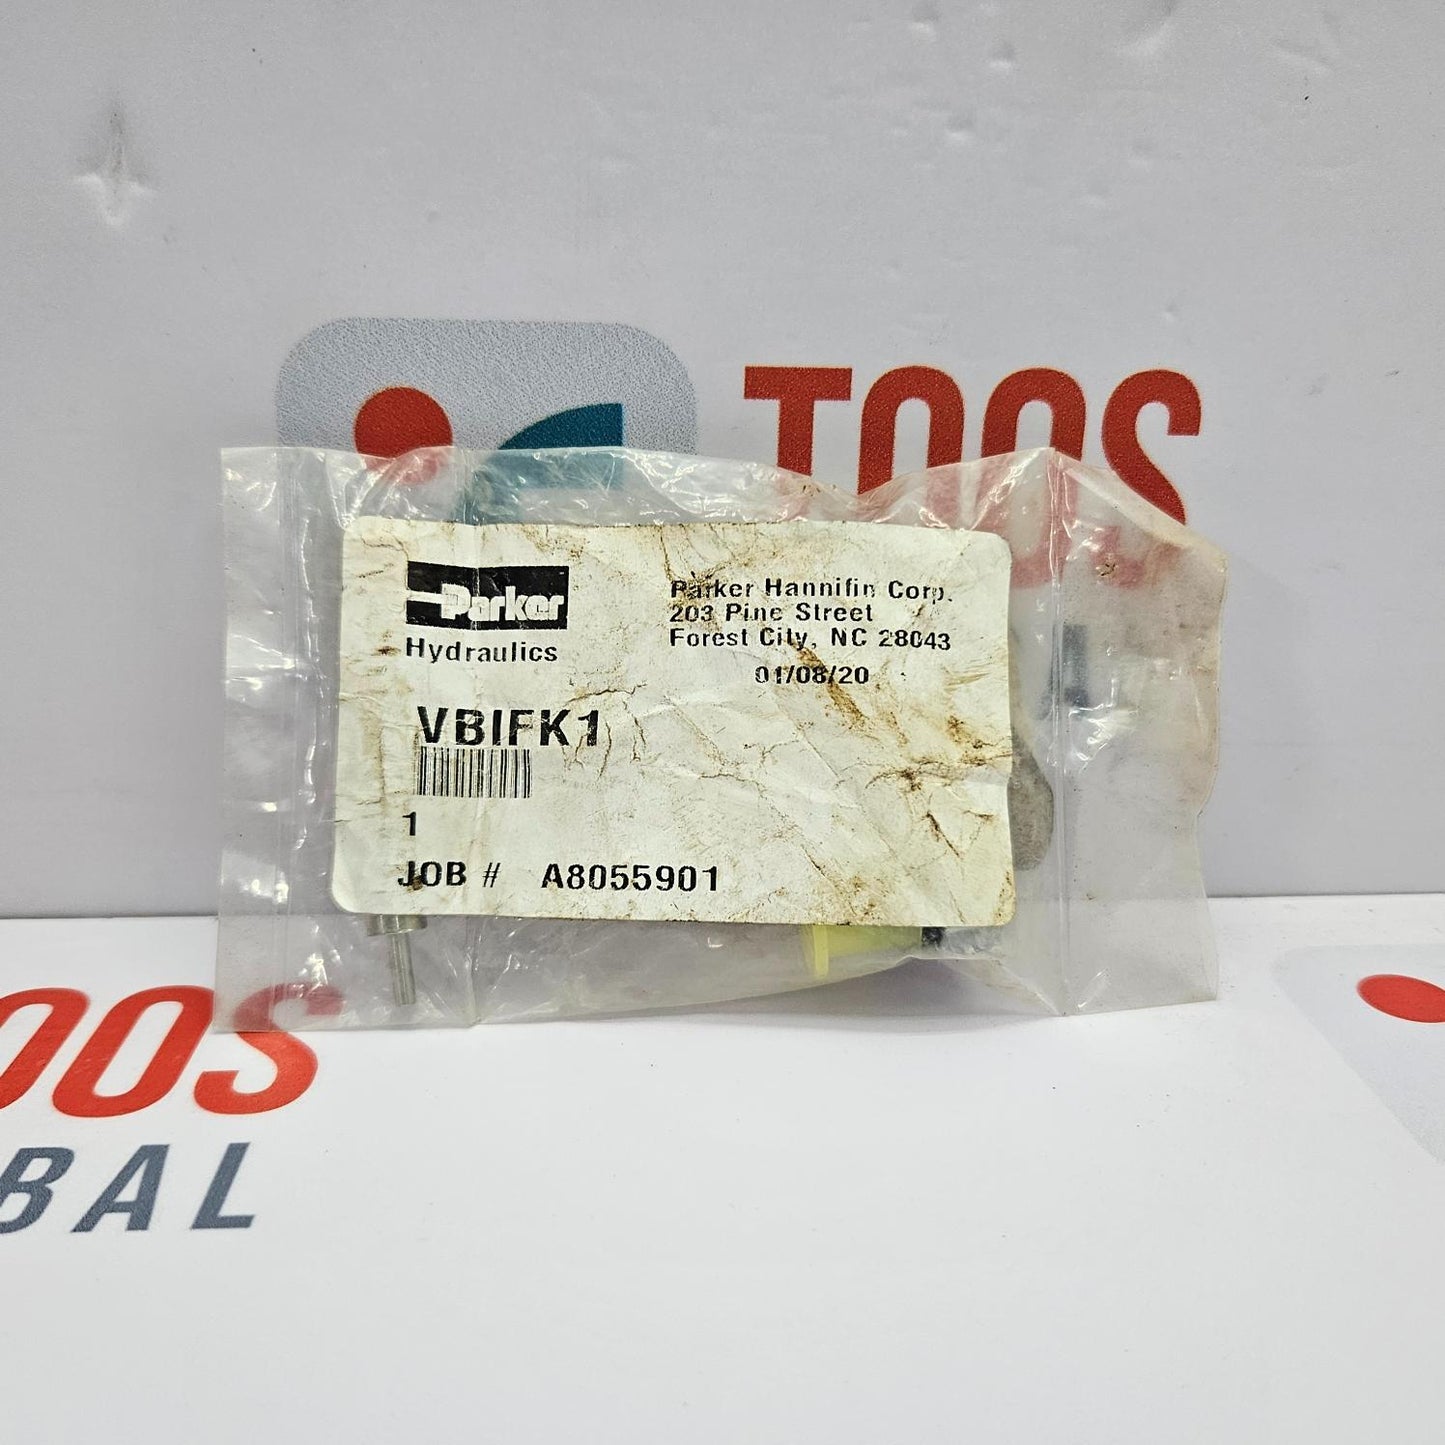 TOOS
Parker
Hydraulics
Parker Hannifin Corp.
203 Pine Street
Forest City, NC 28043
01/08/20
VBIFK1
1
JOB # A8055901
OOS
BAL